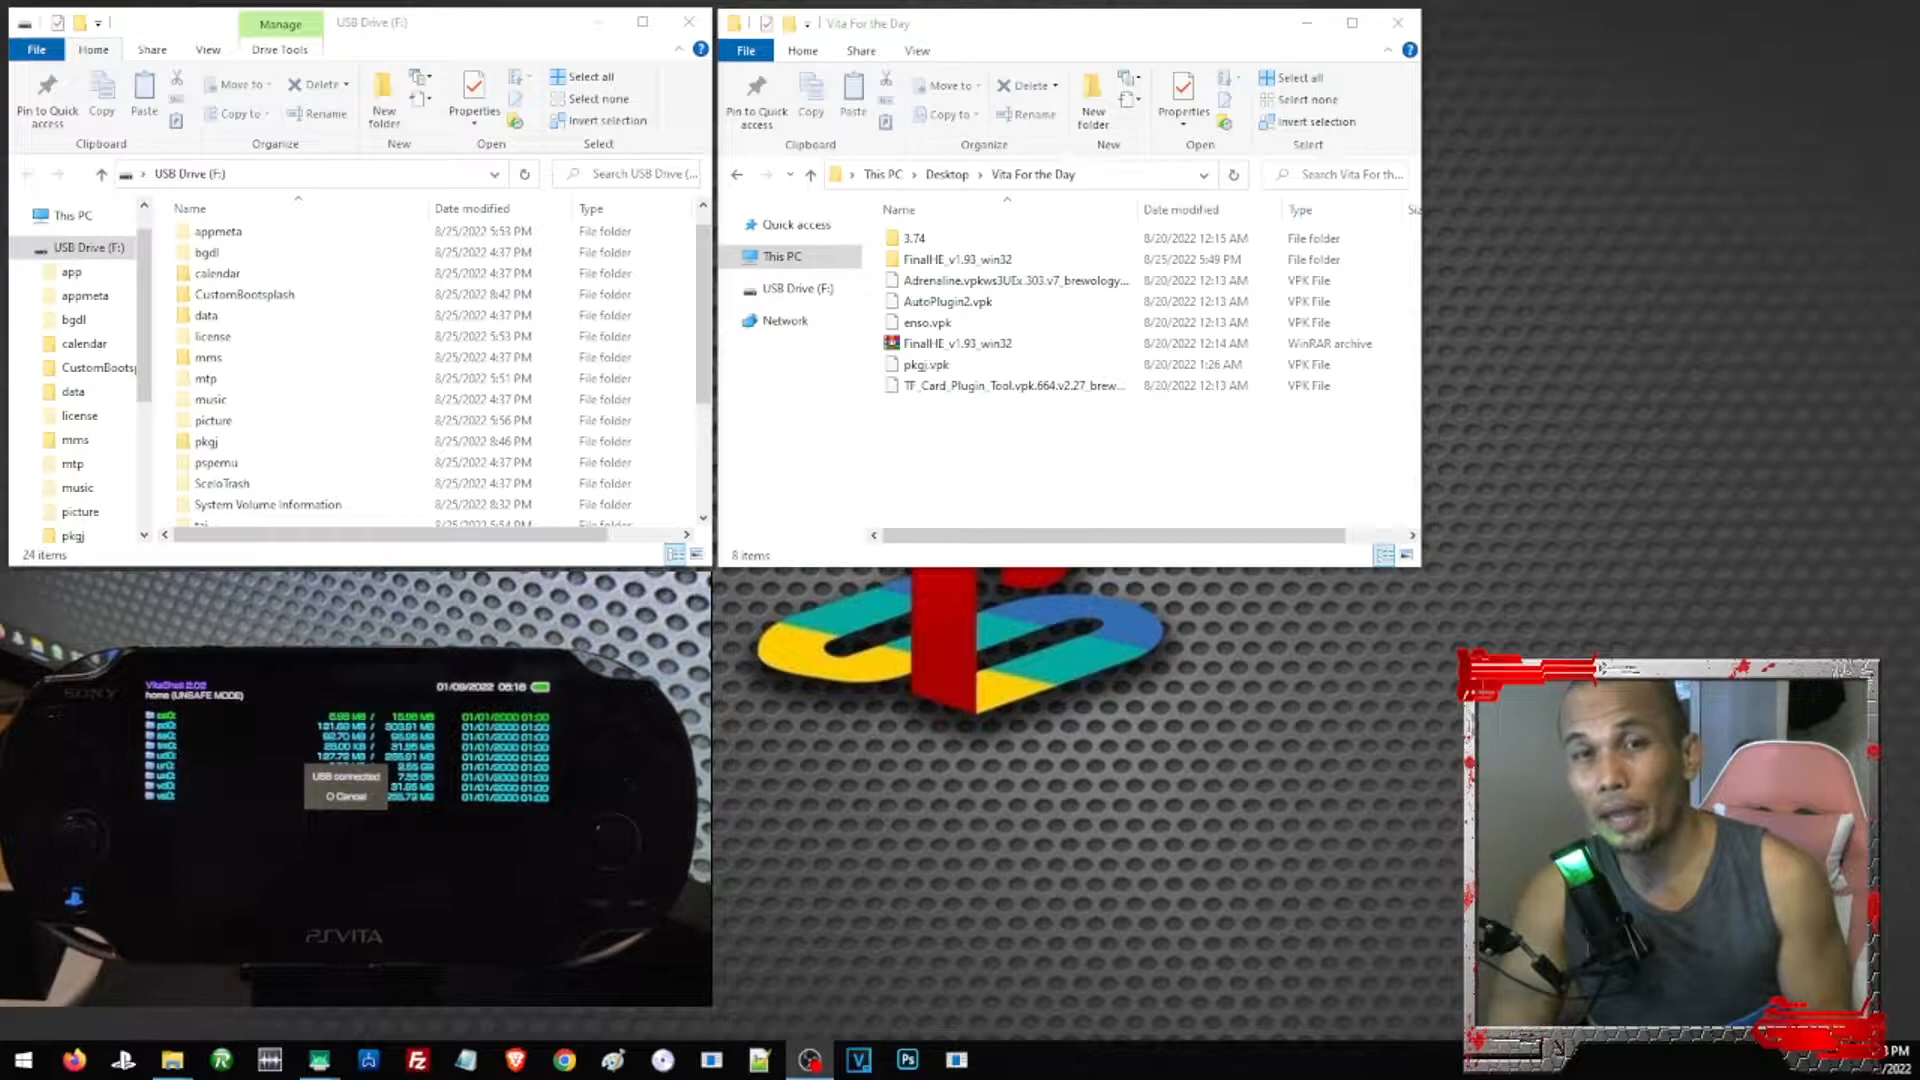 Manage
USB Drive (F:)
File
Home
Share
View
Drive Tools
Pin to Quick access
Copy
Paste
Move to
Copy to
Delete
Rename
New folder
Properties
Select all
Select none
Invert selection
Clipboard
Organize
New
Open
Select
USB Drive (F:)
Search USB Drive (...
This PC
USB Drive (F:)
app
appmeta
bgdl
calendar
CustomBootsp
data
license
mms
mtp
music
picture
pkgj
Name Date modified Type
appmeta 8/25/2022 5:53 PM File folder
bgdl 8/25/2022 4:37 PM File folder
calendar 8/25/2022 4:37 PM File folder
CustomBootsplash 8/25/2022 8:42 PM File folder
data 8/25/2022 4:37 PM File folder
license 8/25/2022 5:53 PM File folder
mms 8/25/2022 4:37 PM File folder
mtp 8/25/2022 5:51 PM File folder
music 8/25/2022 4:37 PM File folder
picture 8/25/2022 5:56 PM File folder
pkgj 8/25/2022 8:46 PM File folder
pspemu 8/25/2022 4:37 PM File folder
SceIoTrash 8/25/2022 4:37 PM File folder
System Volume Information 8/25/2022 8:32 PM File folder
24 items
Vita For the Day
File
Home
Share
View
Pin to Quick access
Copy
Paste
Move to
Copy to
Delete
Rename
New folder
Properties
Select all
Select none
Invert selection
Clipboard
Organize
New
Open
Select
This PC
Desktop
Vita For the Day
Search Vita For th...
Quick access
This PC
USB Drive (F:)
Network
Name Date modified Type
3.74 8/20/2022 12:15 AM File folder
FinalHE_v1.93_win32 8/25/2022 5:49 PM File folder
Adrenaline.vpkws3UEx.303.v7_brewology... 8/20/2022 12:13 AM VPK File
AutoPlugin2.vpk 8/20/2022 12:13 AM VPK File
enso.vpk 8/20/2022 12:13 AM VPK File
FinalHE_v1.93_win32 8/20/2022 12:14 AM WinRAR archive
pkgj.vpk 8/20/2022 1:26 AM VPK File
TF_Card_Plugin_Tool.vpk.664.v2.27_brew... 8/20/2022 12:13 AM VPK File
8 items
SONY
VitaShell 2.02
home (UNSAFE MODE)
USB connected
O Cancel
PSVITA
PM
/2022